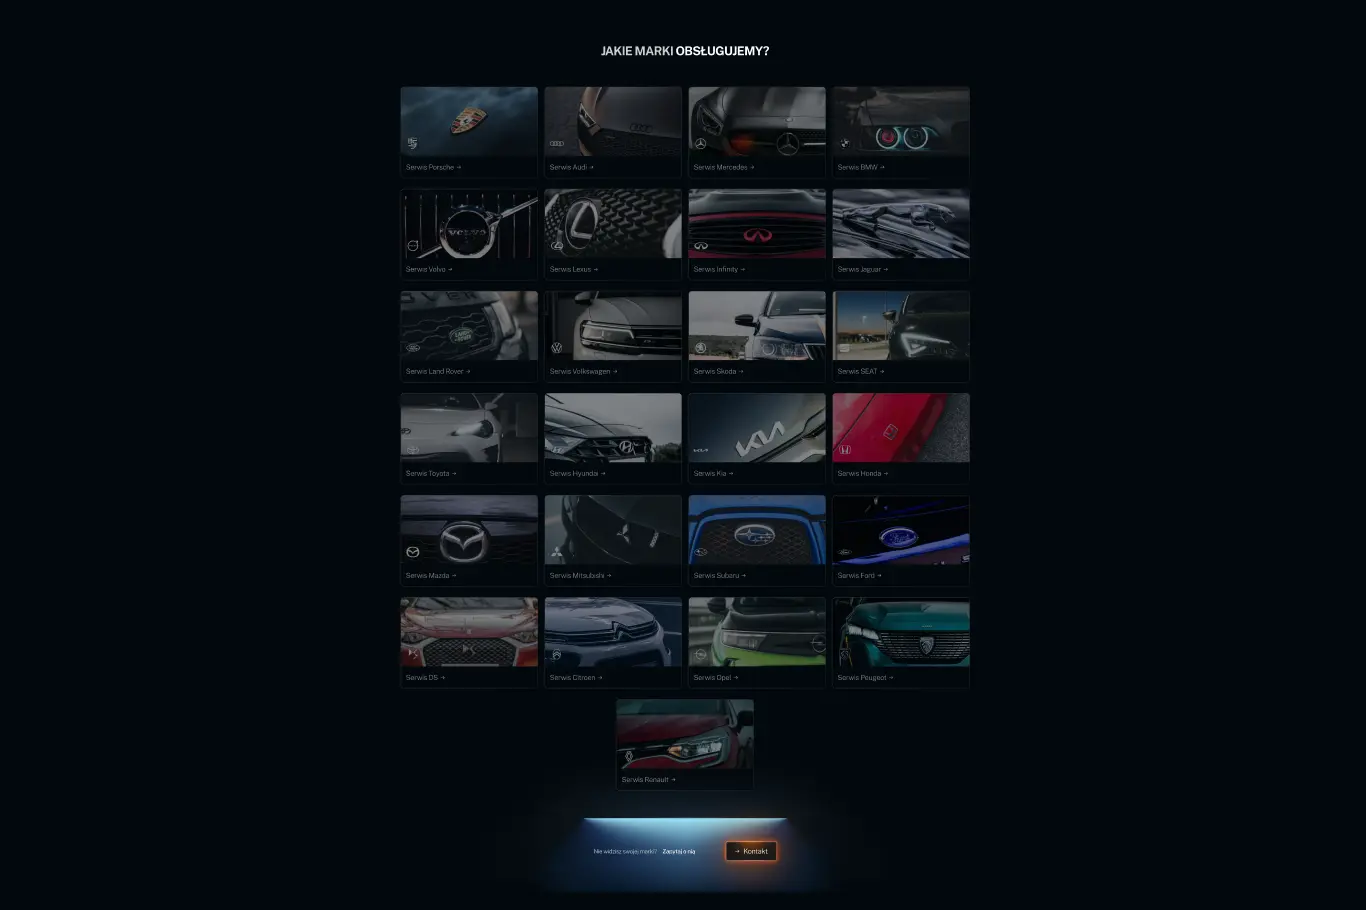 JAKIE MARKI OBSŁUGUJEMY?
Serwis Porsche →
Serwis Audi →
Serwis Mercedes →
Serwis BMW →
VOLVO
Serwis Volvo →
Serwis Lexus →
Serwis Infinity →
Serwis Jaguar →
Serwis Land Rover →
Serwis Volkswagen →
Serwis Skoda →
Serwis SEAT →
Serwis Toyota →
Serwis Hyundai →
Serwis Kia →
Serwis Honda →
Serwis Mazda →
Serwis Mitsubishi →
Serwis Subaru →
Ford
Serwis Ford →
Serwis DS →
Serwis Citroen →
Serwis Opel →
Serwis Peugeot →
Serwis Renault →
Nie widzisz swojej marki? Zapytaj o nią
→ Kontakt